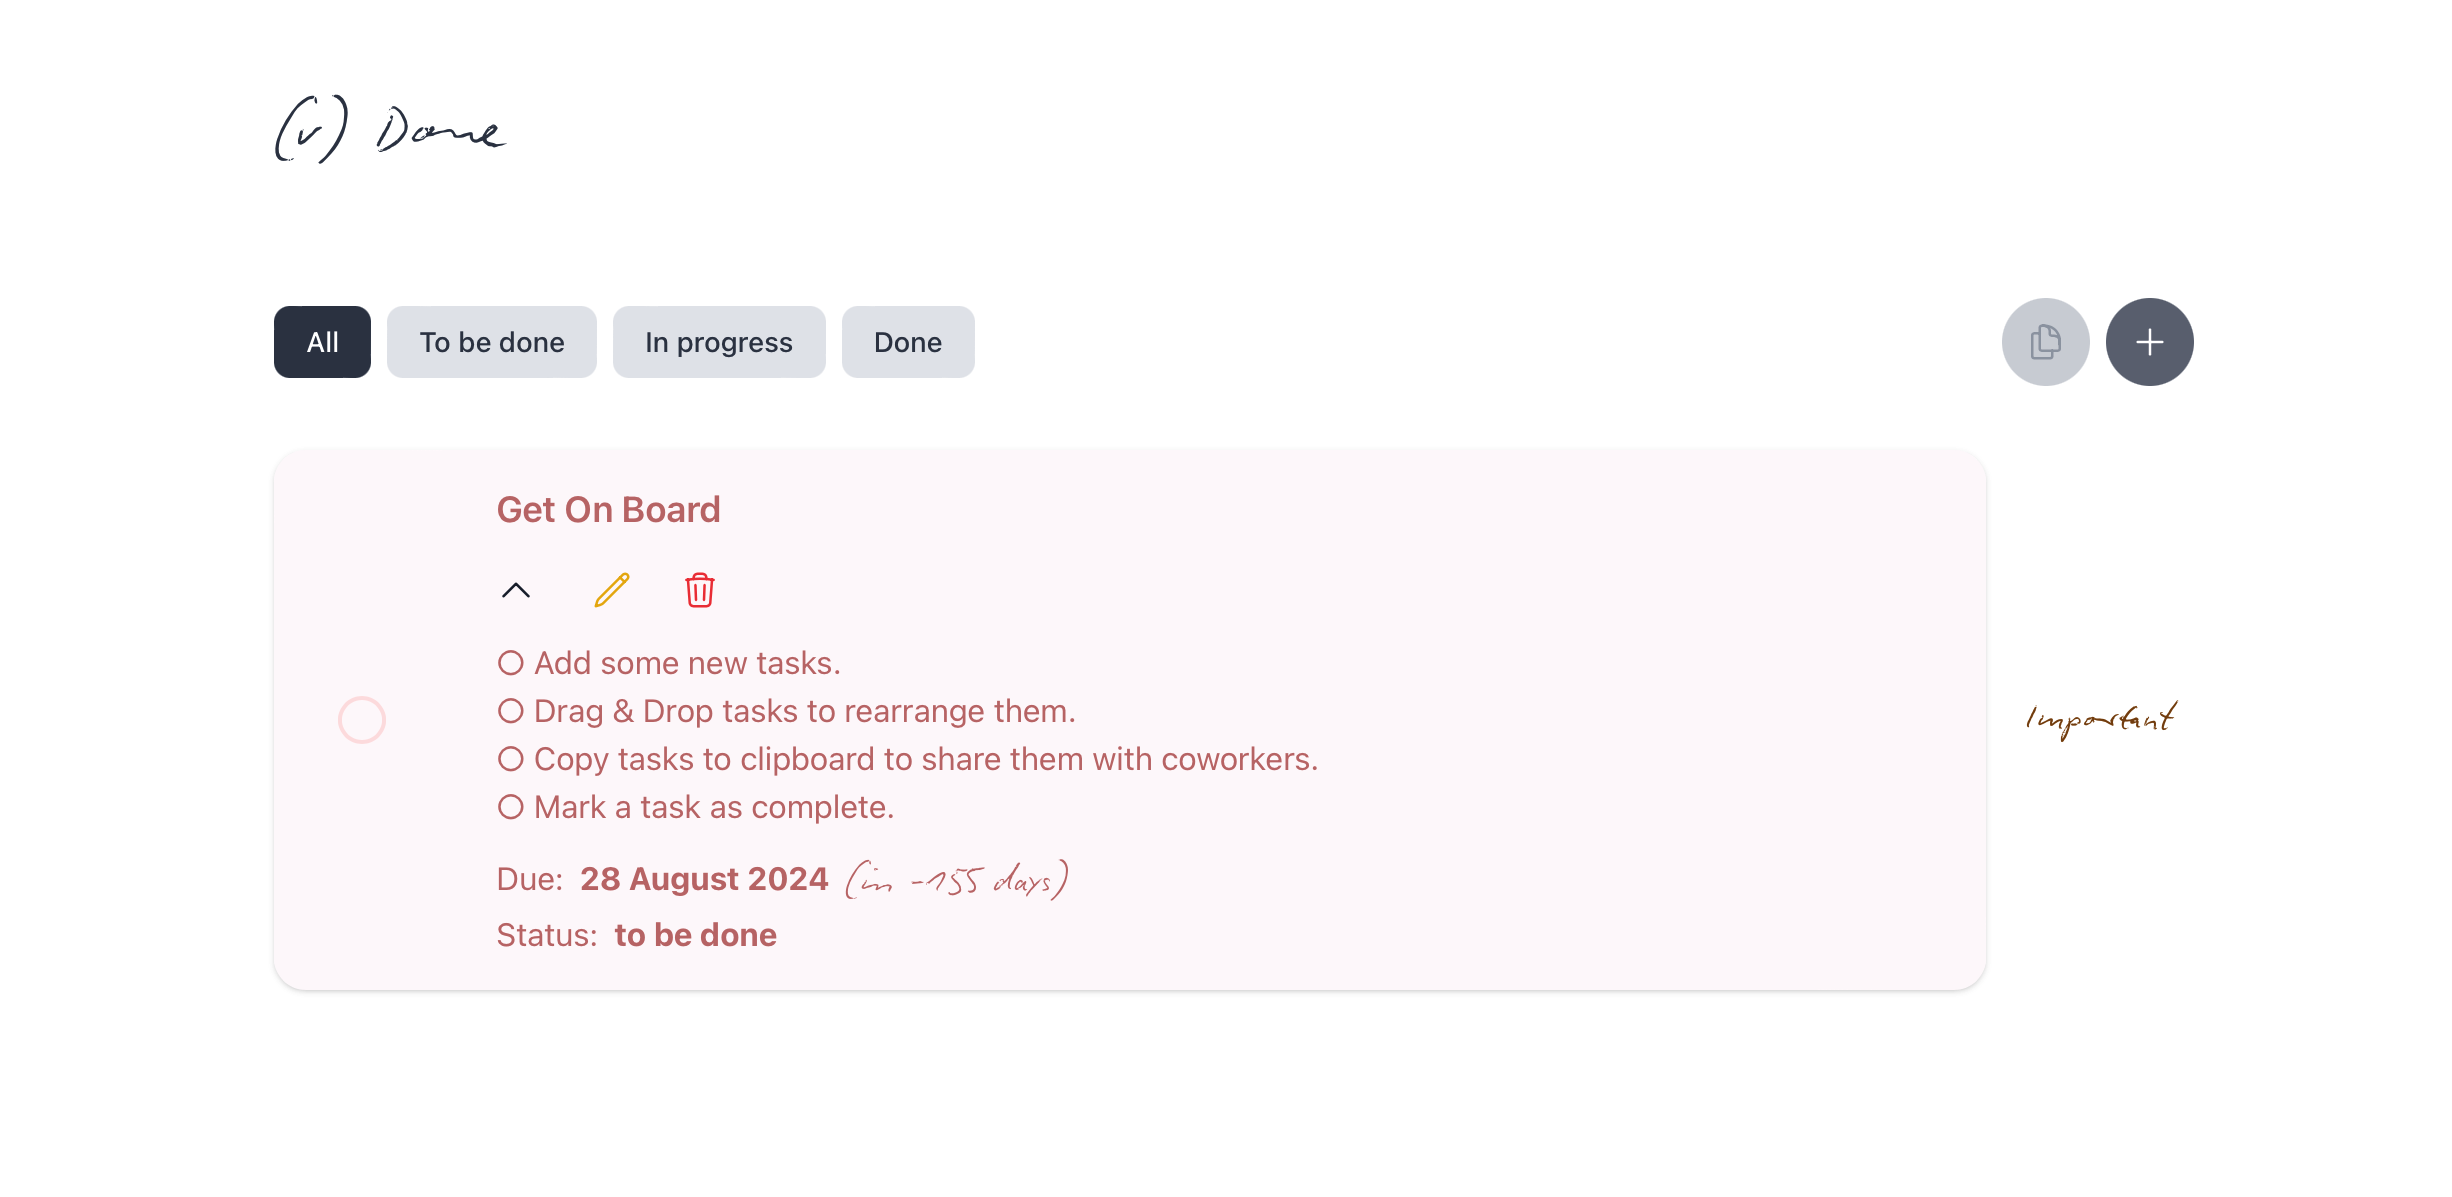 (v) Done
All To be done In progress Done
Get On Board
Add some new tasks.
Drag & Drop tasks to rearrange them.
Copy tasks to clipboard to share them with coworkers.
Mark a task as complete.
Due: 28 August 2024 (in -155 days)
Status: to be done
Important